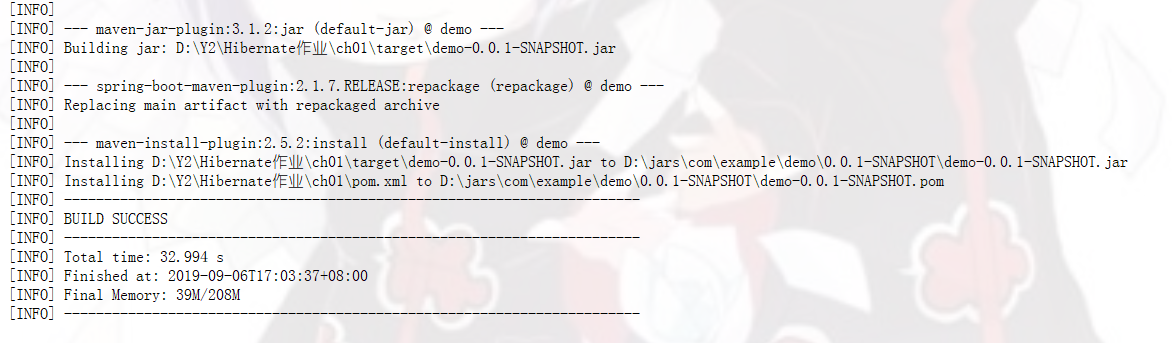 [INFO]
[INFO] --- maven-jar-plugin:3.1.2:jar (default-jar) @ demo ---
[INFO] Building jar: D:\Y2\Hibernate作业\ch01\target\demo-0.0.1-SNAPSHOT.jar
[INFO]
[INFO] --- spring-boot-maven-plugin:2.1.7.RELEASE:repackage (repackage) @ demo ---
[INFO] Replacing main artifact with repackaged archive
[INFO]
[INFO] --- maven-install-plugin:2.5.2:install (default-install) @ demo ---
[INFO] Installing D:\Y2\Hibernate作业\ch01\target\demo-0.0.1-SNAPSHOT.jar to D:\jars\com\example\demo\0.0.1-SNAPSHOT\demo-0.0.1-SNAPSHOT.jar
[INFO] Installing D:\Y2\Hibernate作业\ch01\pom.xml to D:\jars\com\example\demo\0.0.1-SNAPSHOT\demo-0.0.1-SNAPSHOT.pom
[INFO] ------------------------------------------------------------------------
[INFO] BUILD SUCCESS
[INFO] ------------------------------------------------------------------------
[INFO] Total time: 32.994 s
[INFO] Finished at: 2019-09-06T17:03:37+08:00
[INFO] Final Memory: 39M/208M
[INFO] ------------------------------------------------------------------------